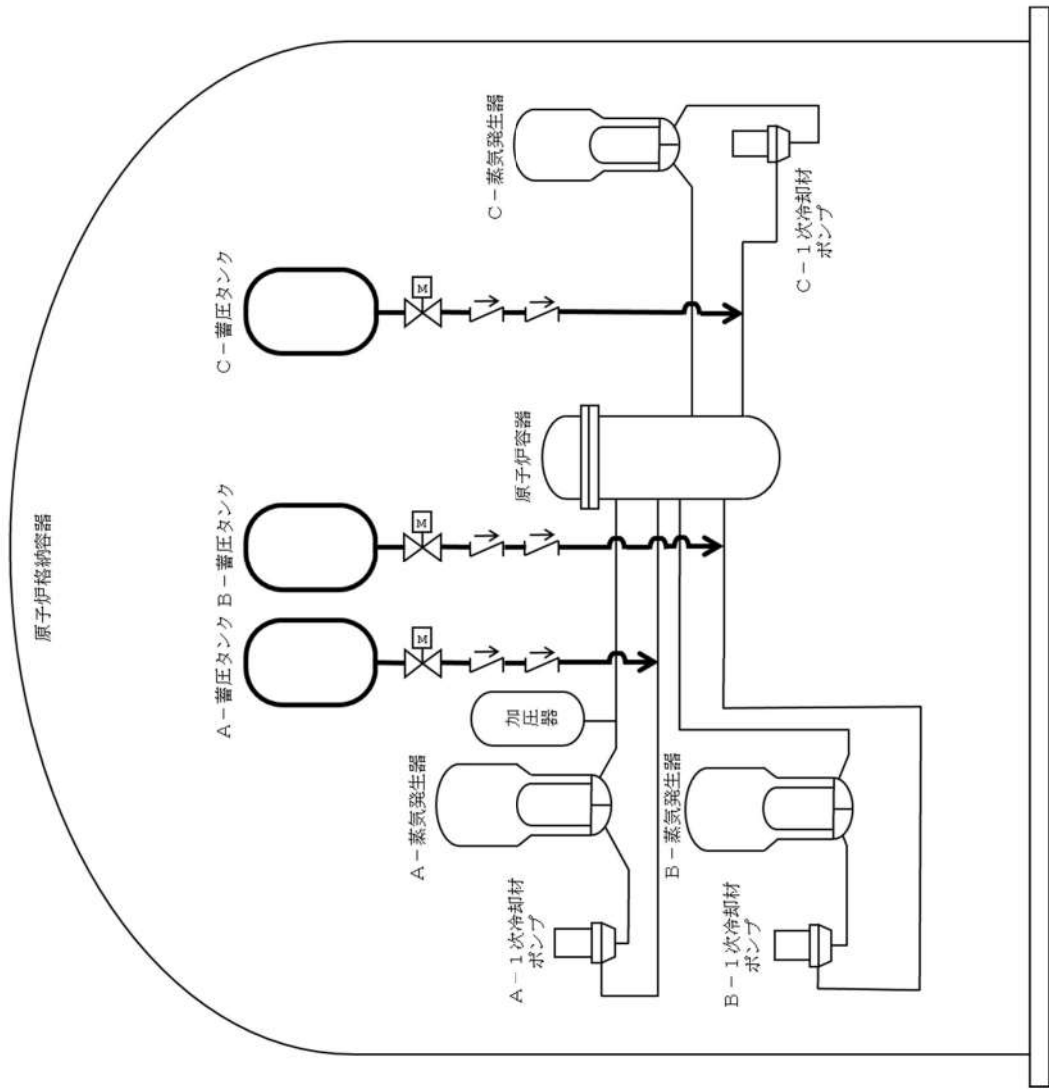 原子炉格納容器
A－蓄圧タンク
B－蓄圧タンク
C－蓄圧タンク
M
M
M
加圧器
原子炉容器
A－蒸気発生器
B－蒸気発生器
C－蒸気発生器
A－1次冷却材
ポンプ
B－1次冷却材
ポンプ
C－1次冷却材
ポンプ